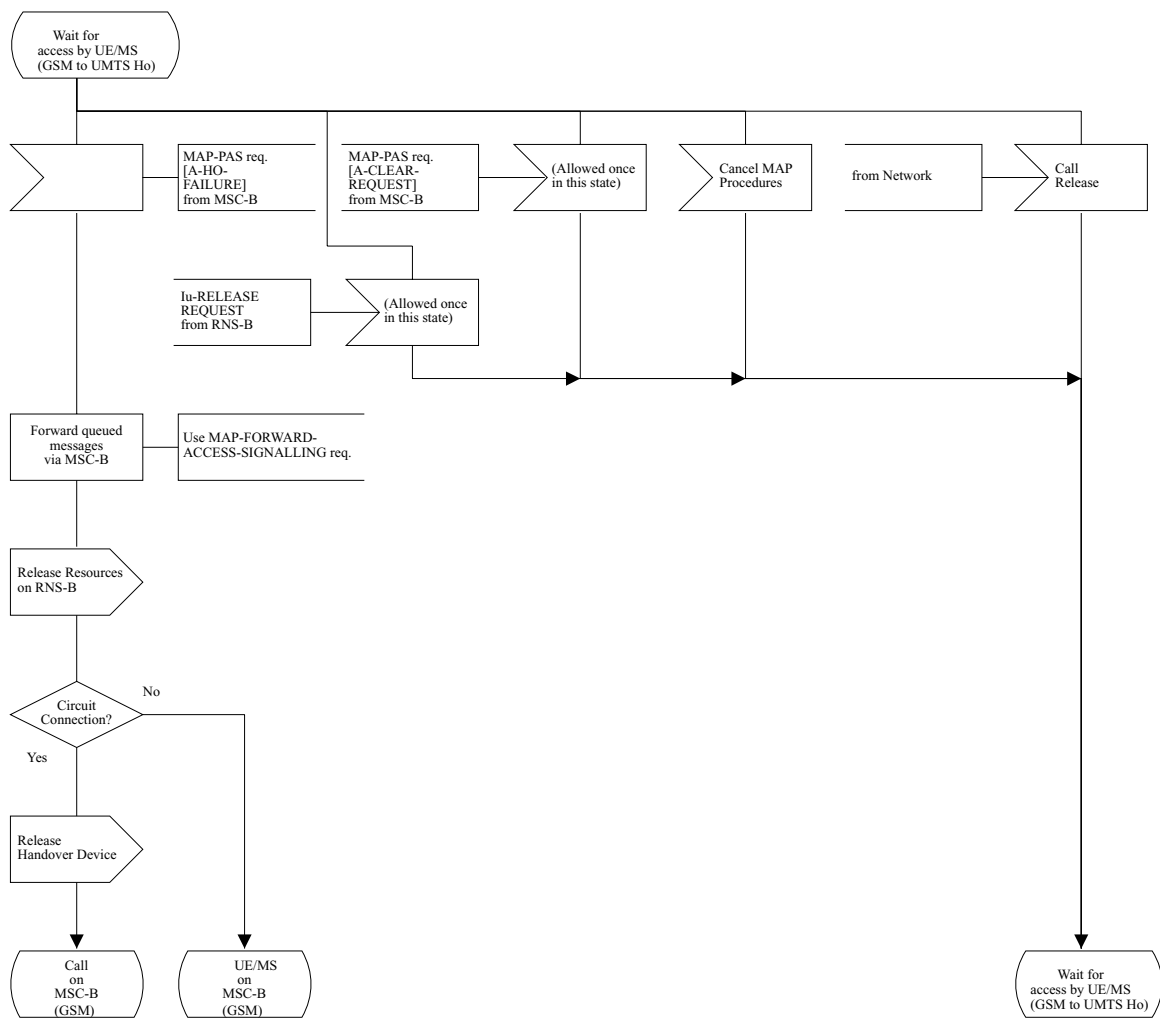 Wait for
access by UE/MS
(GSM to UMTS Ho)
MAP-PAS req.
[A-HO-
FAILURE]
from MSC-B
MAP-PAS req.
[A-CLEAR-
REQUEST]
from MSC-B
(Allowed once
in this state)
Cancel MAP
Procedures
from Network
Call
Release
Iu-RELEASE
REQUEST
from RNS-B
(Allowed once
in this state)
Forward queued
messages
via MSC-B
Use MAP-FORWARD-
ACCESS-SIGNALLING req.
Release Resources
on RNS-B
Circuit
Connection?
No
Yes
Release
Handover Device
Call
on
MSC-B
(GSM)
UE/MS
on
MSC-B
(GSM)
Wait for
access by UE/MS
(GSM to UMTS Ho)